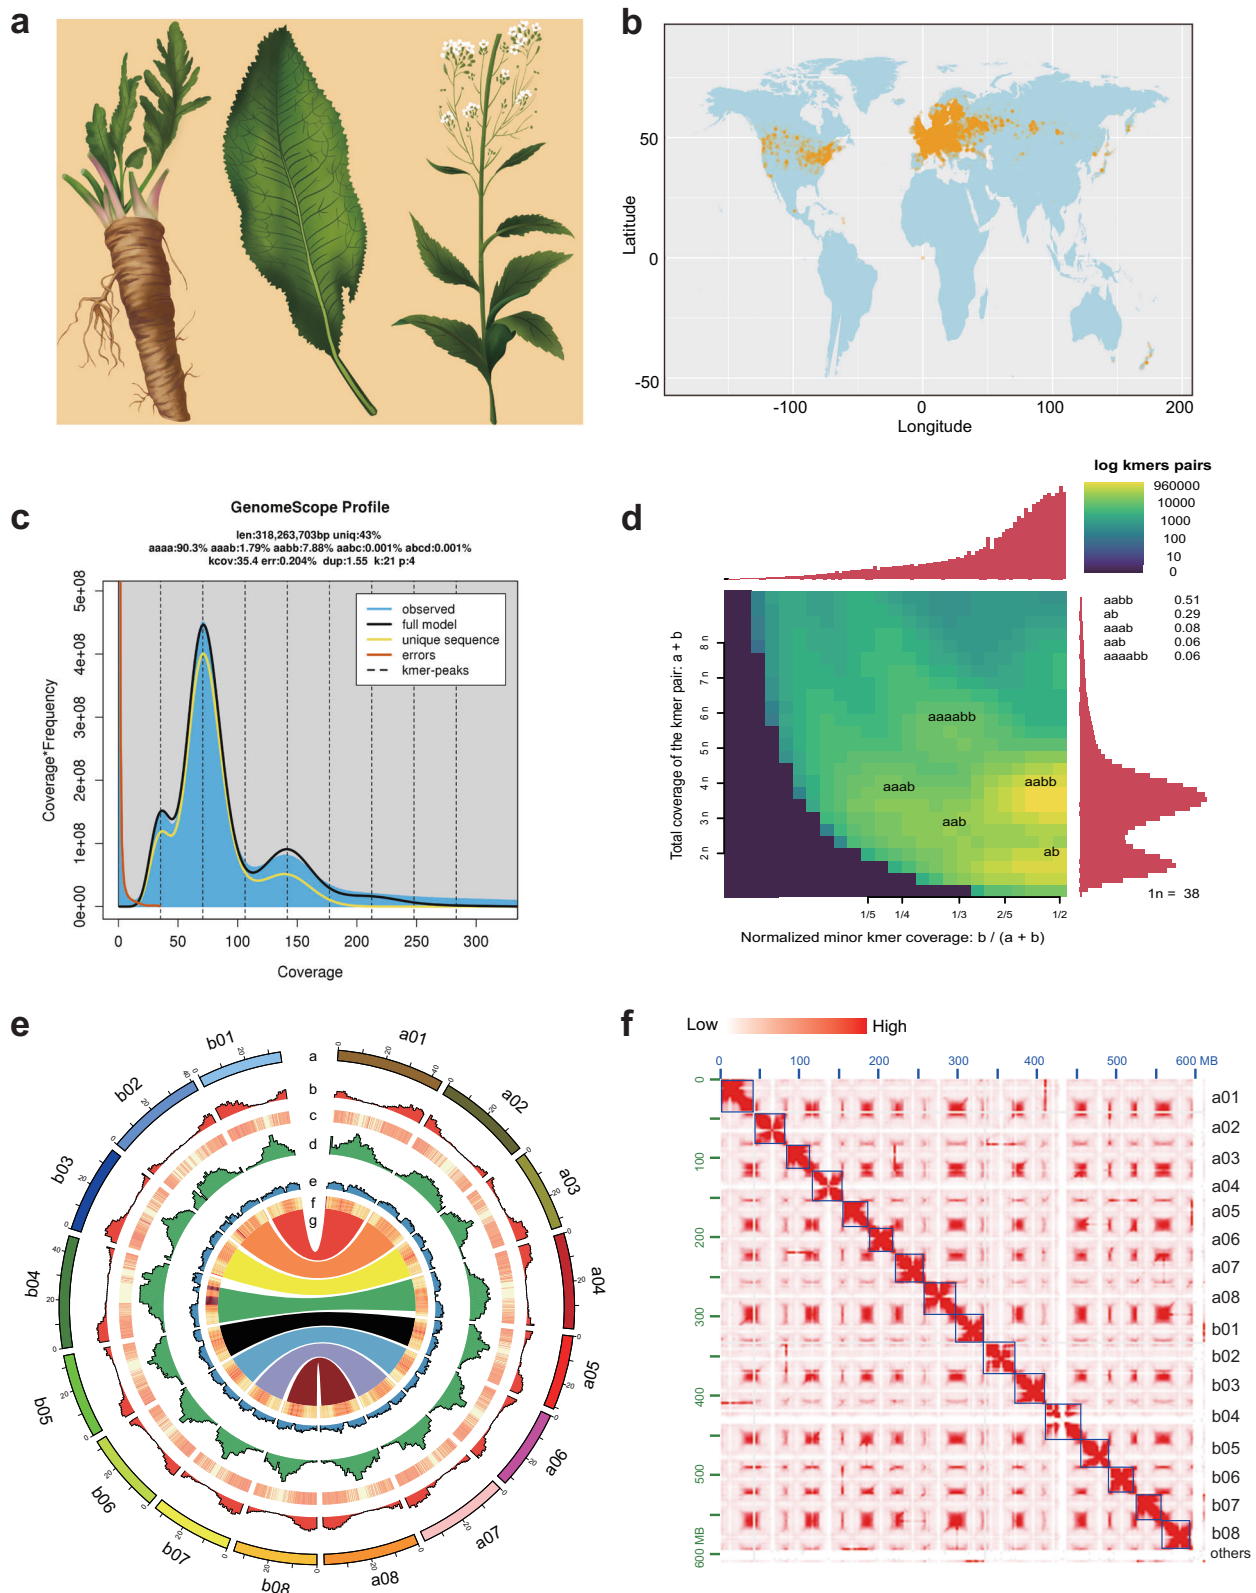 a
b
50
0
-50
Latitude
-100
0
100
200
Longitude
c
GenomeScope Profile
len:318,263,703bp uniq:43%
aaaa:90.3% aaab:1.79% aabb:7.88% aabc:0.001% abcd:0.001%
kcov:35.4 err:0.204% dup:1.55 k:21 p:4
observed
full model
unique sequence
errors
kmer-peaks
5e+08
4e+08
3e+08
2e+08
1e+08
0e+00
Coverage*Frequency
0
50
100
150
200
250
300
Coverage
d
log kmers pairs
960000
10000
1000
100
10
0
aabb 0.51
ab 0.29
aaab 0.08
aab 0.06
aaaabb 0.06
8n
7n
6n
5n
4n
3n
2n
Total coverage of the kmer pair: a + b
aaaabb
aaab
aabb
aab
ab
1n = 38
1/5
1/4
1/3
2/5
1/2
Normalized minor kmer coverage: b / (a + b)
e
a01
a02
a03
a04
a05
a06
a07
a08
b08
b07
b06
b05
b04
b03
b02
b01
a
b
c
d
e
f
g
f
Low
High
0
100
200
300
400
500
600 MB
0
100
200
300
400
500
600 MB
a01
a02
a03
a04
a05
a06
a07
a08
b01
b02
b03
b04
b05
b06
b07
b08
others